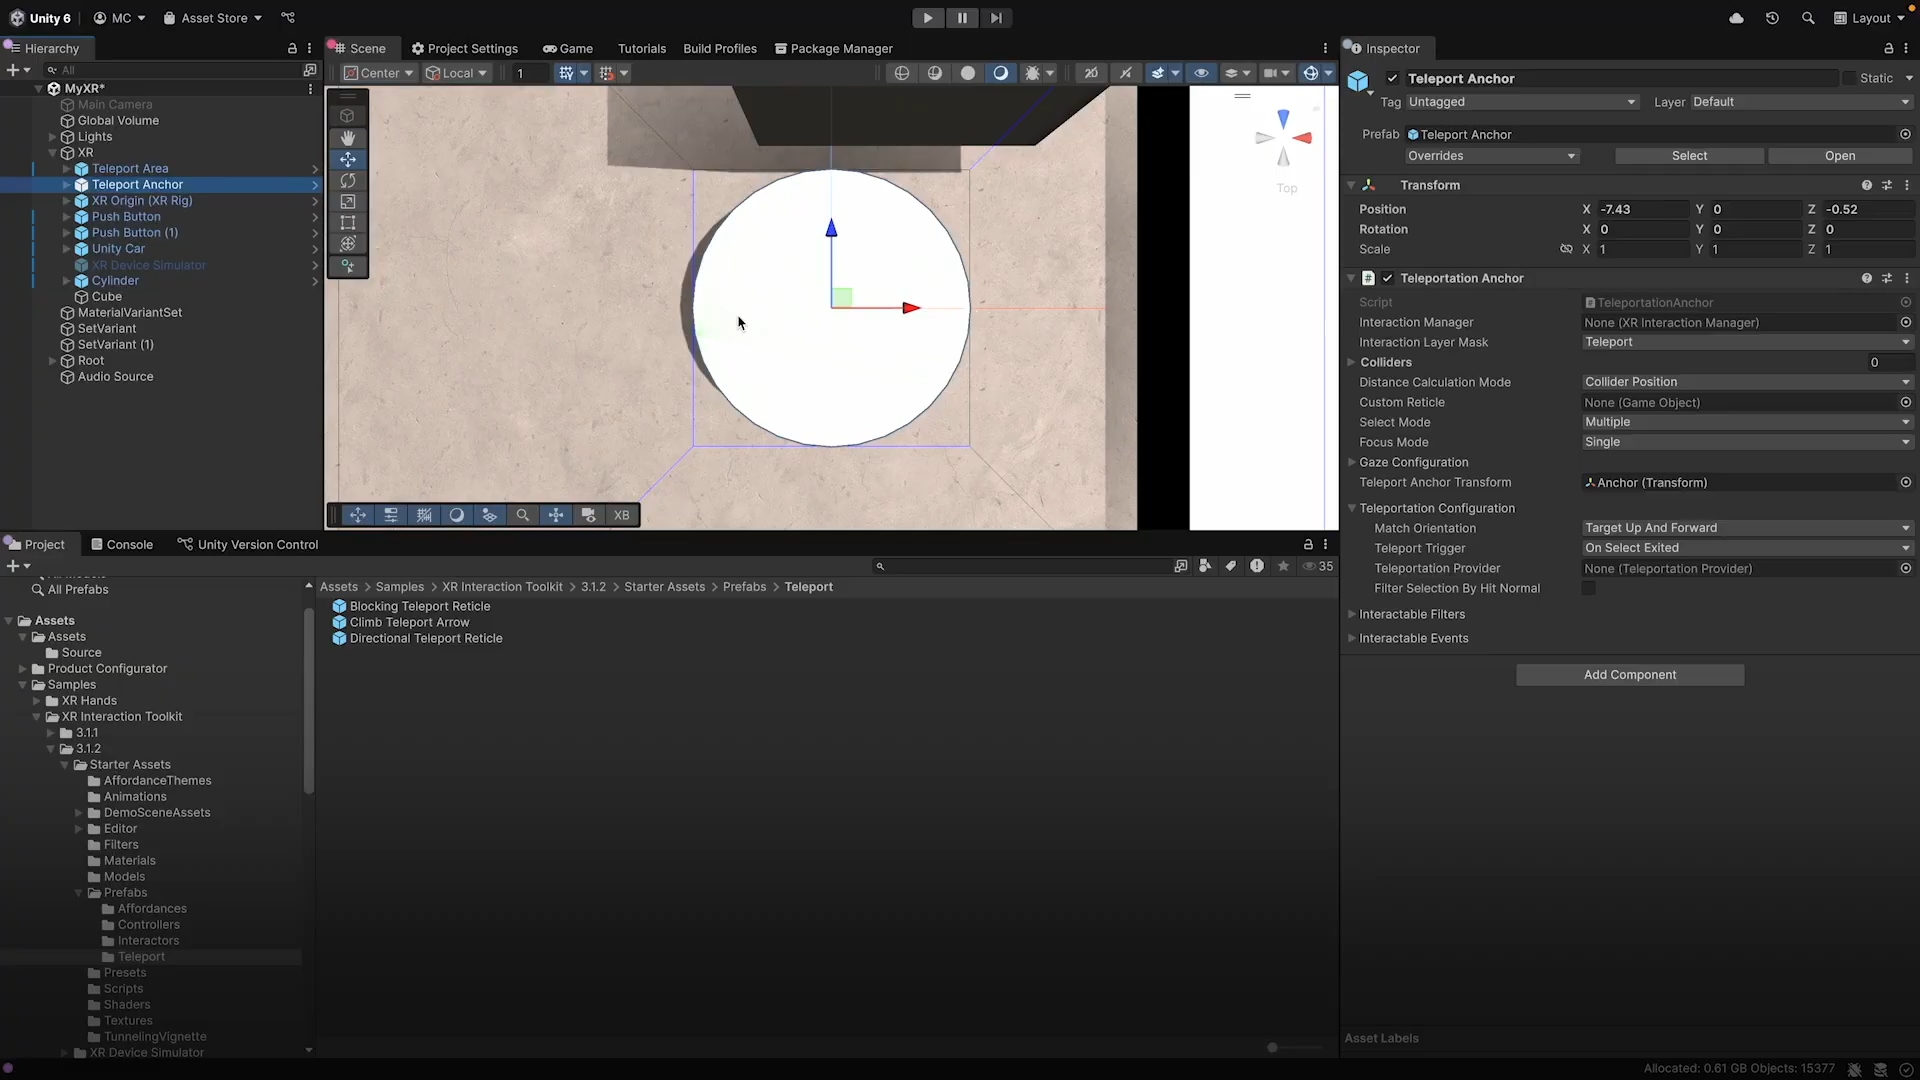 Unity 6
MC
Asset Store
Layout
Hierarchy
All
MyXR*
Main Camera
Global Volume
Lights
XR
Teleport Area
Teleport Anchor
XR Origin (XR Rig)
Push Button
Push Button (1)
Unity Car
XR Device Simulator
Cylinder
Cube
MaterialVariantSet
SetVariant
SetVariant (1)
Root
Audio Source
Scene
Project Settings
Game
Tutorials
Build Profiles
Package Manager
Center
Local
1
2D
Top
XB
Project
Console
Unity Version Control
35
All Prefabs
Assets
Assets
Source
Product Configurator
Samples
XR Hands
XR Interaction Toolkit
3.1.1
3.1.2
Starter Assets
AffordanceThemes
Animations
DemoSceneAssets
Editor
Filters
Materials
Models
Prefabs
Affordances
Controllers
Interactors
Teleport
Presets
Scripts
Shaders
Textures
TunnelingVignette
XR Device Simulator
Assets > Samples > XR Interaction Toolkit > 3.1.2 > Starter Assets > Prefabs > Teleport
Blocking Teleport Reticle
Climb Teleport Arrow
Directional Teleport Reticle
Inspector
Teleport Anchor
Static
Tag Untagged
Layer Default
Prefab Teleport Anchor
Overrides
Select
Open
Transform
Position X -7.43 Y 0 Z -0.52
Rotation X 0 Y 0 Z 0
Scale X 1 Y 1 Z 1
# Teleportation Anchor
Script TeleportationAnchor
Interaction Manager None (XR Interaction Manager)
Interaction Layer Mask Teleport
Colliders 0
Distance Calculation Mode Collider Position
Custom Reticle None (Game Object)
Select Mode Multiple
Focus Mode Single
Gaze Configuration
Teleport Anchor Transform Anchor (Transform)
Teleportation Configuration
Match Orientation Target Up And Forward
Teleport Trigger On Select Exited
Teleportation Provider None (Teleportation Provider)
Filter Selection By Hit Normal
Interactable Filters
Interactable Events
Add Component
Asset Labels
Allocated: 0.61 GB Objects: 15377